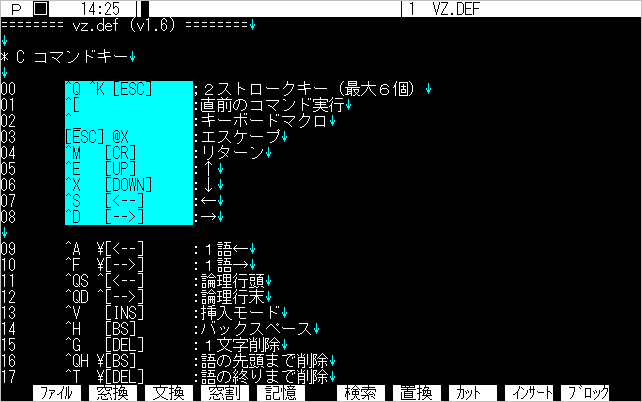 P 14:25 1 VZ.DEF
======== vz.def (v1.6) ========↓
↓
* C コマンドキー↓
↓
00 ^Q ^K [ESC] ;２ストロークキー (最大６個) ↓
01 ^[ :直前のコマンド実行↓
02 ^_ :キーボードマクロ↓
03 [ESC] @X :エスケープ↓
04 ^M [CR] :リターン↓
05 ^E [UP] :↑↓
06 ^X [DOWN] :↓↓
07 ^S [<--] :←↓
08 ^D [-->] :→↓
↓
09 ^A ¥[<--] :１語←↓
10 ^F ¥[-->] :１語→↓
11 ^QS ^[<--] :論理行頭↓
12 ^QD ^[-->] :論理行末↓
13 ^V [INS] :挿入モード↓
14 ^H [BS] :バックスペース↓
15 ^G [DEL] :１文字削除↓
16 ^QH ¥[BS] :語の先頭まで削除↓
17 ^T ¥[DEL] :語の終りまで削除↓
ﾌｧｲﾙ 窓換 文換 窓割 記憶 検索 置換 ｶｯﾄ ｲﾝｻｰﾄ ﾌﾞﾛｯｸ